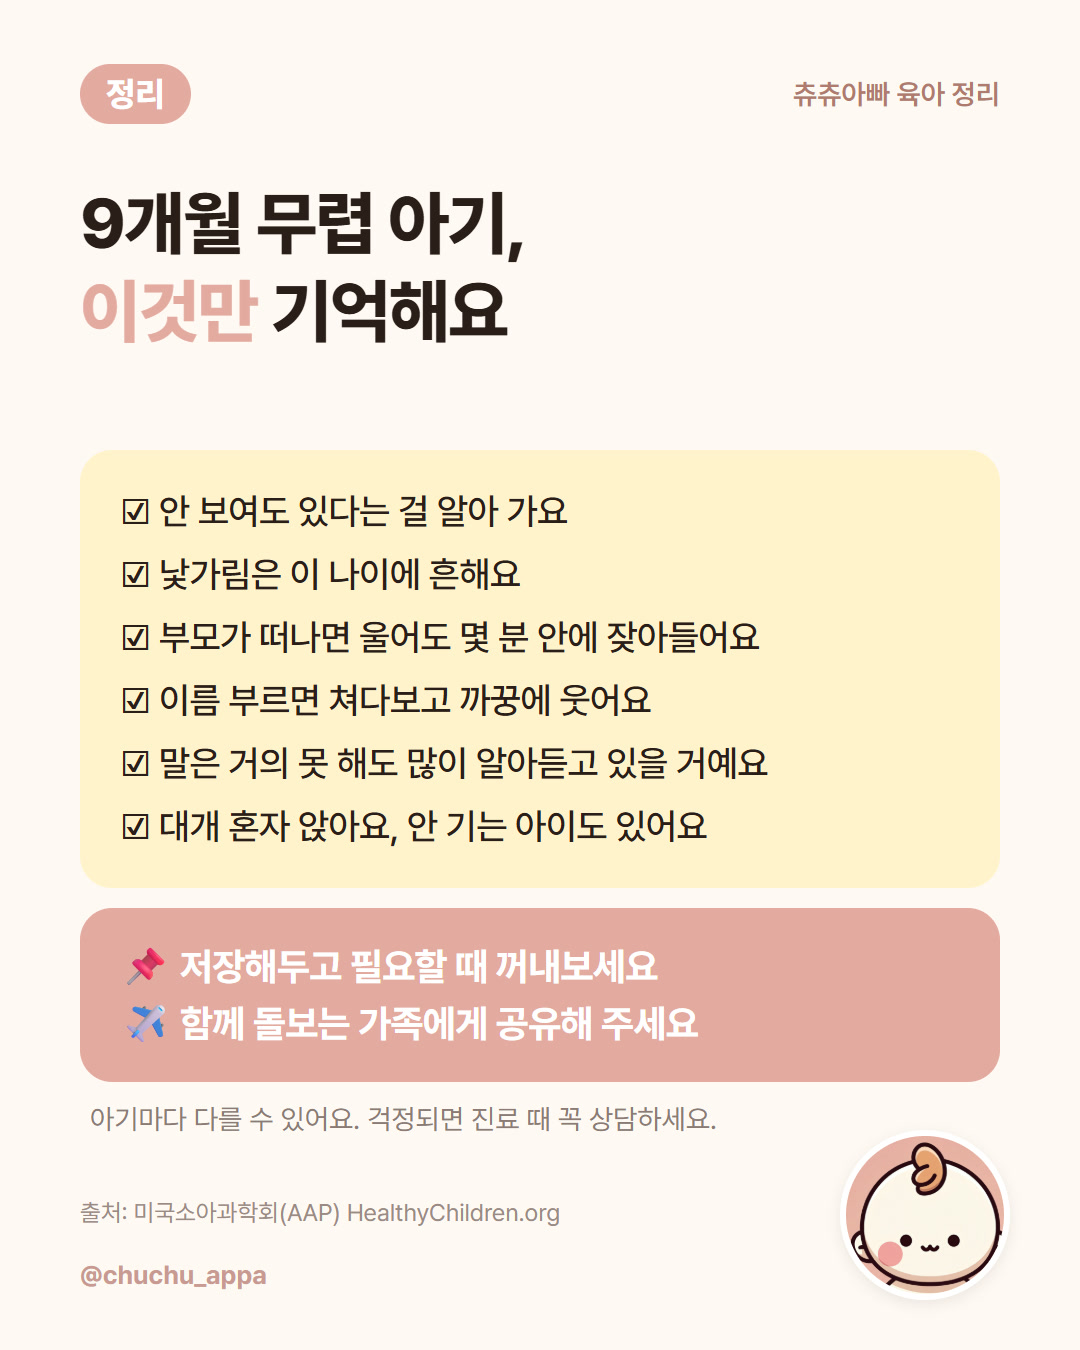 정리
츄츄아빠 육아 정리
9개월 무렵 아기,
이것만 기억해요
☑ 안 보여도 있다는 걸 알아 가요
☑ 낯가림은 이 나이에 흔해요
☑ 부모가 떠나면 울어도 몇 분 안에 잦아들어요
☑ 이름 부르면 쳐다보고 까꿍에 웃어요
☑ 말은 거의 못 해도 많이 알아듣고 있을 거예요
☑ 대개 혼자 앉아요, 안 기는 아이도 있어요
📌 저장해두고 필요할 때 꺼내보세요
✈️ 함께 돌보는 가족에게 공유해 주세요
아기마다 다를 수 있어요. 걱정되면 진료 때 꼭 상담하세요.
출처: 미국소아과학회(AAP) HealthyChildren.org
@chuchu_appa